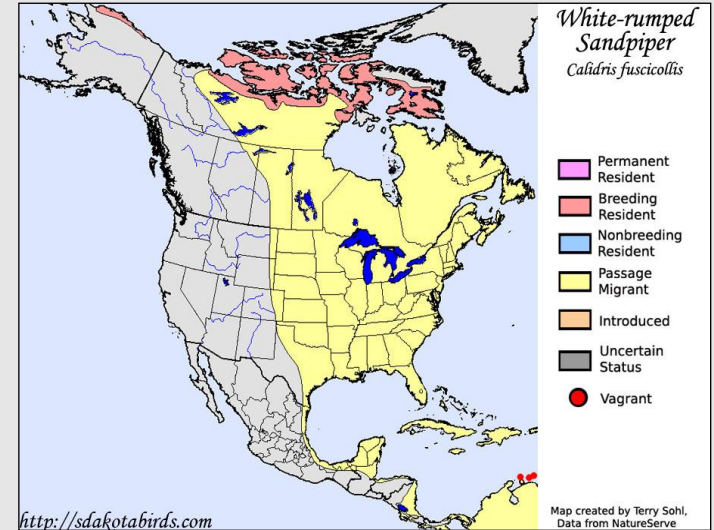 White-rumped
Sandpiper
Calidris fuscicollis
Permanent
Resident
Breeding
Resident
Nonbreeding
Resident
Passage
Migrant
Introduced
Uncertain
Status
Vagrant
Map created by Terry Sohl,
Data from NatureServe
http://sdakotabirds.com